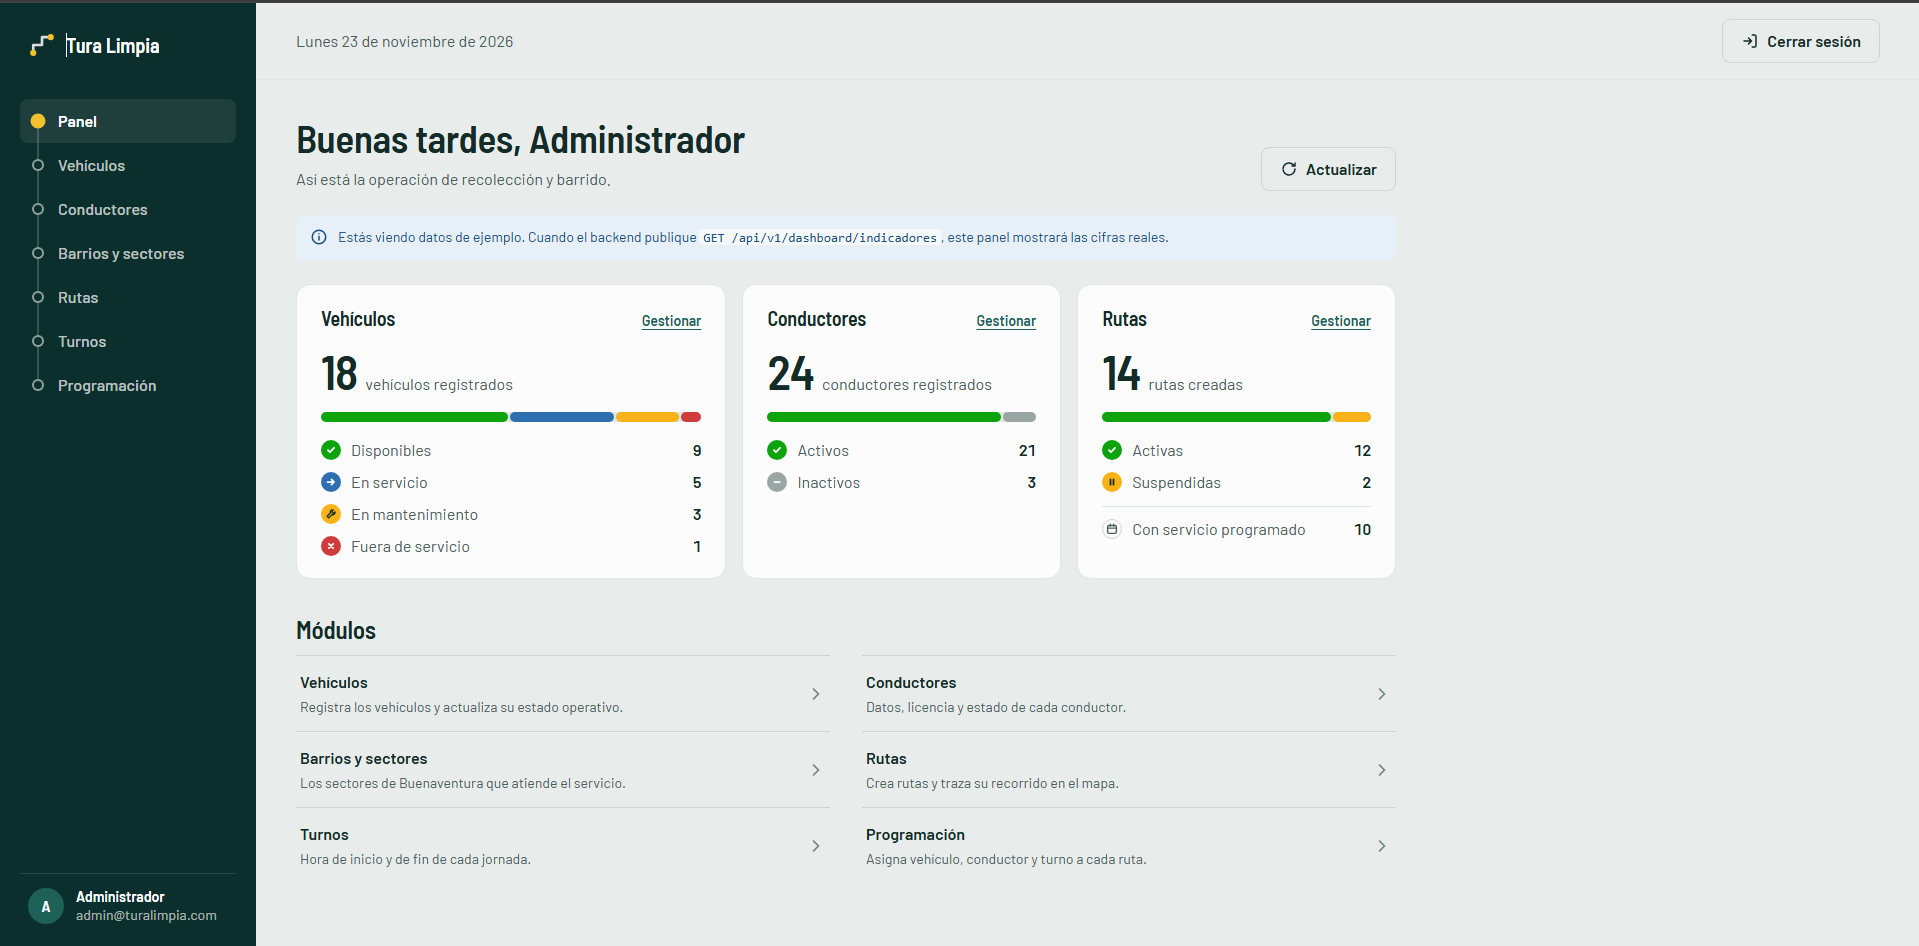 Tura Limpia
Panel
Vehículos
Conductores
Barrios y sectores
Rutas
Turnos
Programación
A
Administrador
admin@turalimpia.com
Lunes 23 de noviembre de 2026
Cerrar sesión
Buenas tardes, Administrador
Así está la operación de recolección y barrido.
Actualizar
Estás viendo datos de ejemplo. Cuando el backend publique GET /api/v1/dashboard/indicadores, este panel mostrará las cifras reales.
Vehículos
Gestionar
18 vehículos registrados
Disponibles 9
En servicio 5
En mantenimiento 3
Fuera de servicio 1
Conductores
Gestionar
24 conductores registrados
Activos 21
Inactivos 3
Rutas
Gestionar
14 rutas creadas
Activas 12
Suspendidas 2
Con servicio programado 10
Módulos
Vehículos
Registra los vehículos y actualiza su estado operativo.
Conductores
Datos, licencia y estado de cada conductor.
Barrios y sectores
Los sectores de Buenaventura que atiende el servicio.
Rutas
Crea rutas y traza su recorrido en el mapa.
Turnos
Hora de inicio y de fin de cada jornada.
Programación
Asigna vehículo, conductor y turno a cada ruta.